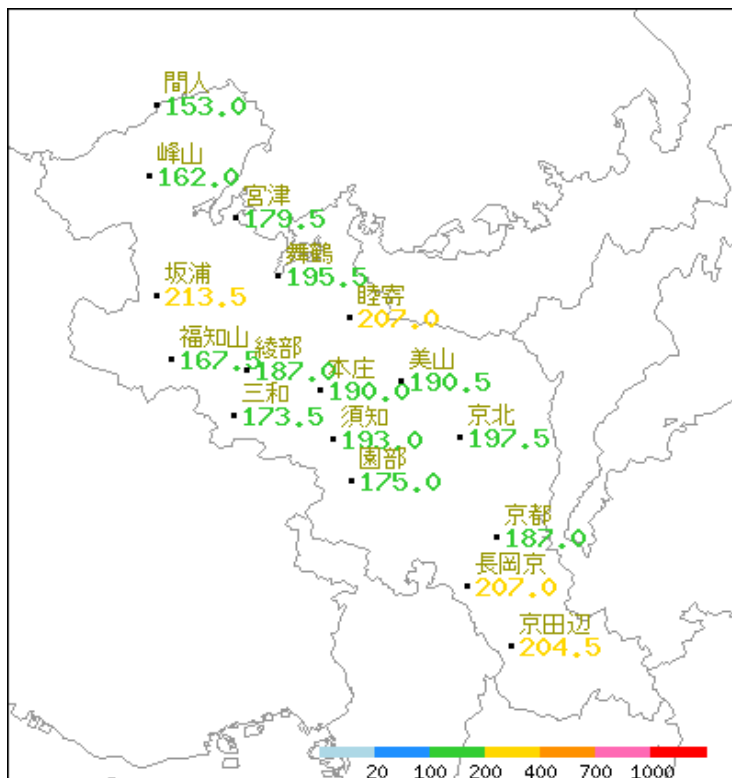 間人
153.0
峰山
162.0
宮津
179.5
舞鶴
195.5
坂浦
213.5
睦寄
207.0
福知山
167.5
綾部
187.0
本庄
190.0
美山
190.5
三和
173.5
須知
193.0
京北
197.5
園部
175.0
京都
187.0
長岡京
207.0
京田辺
204.5
20 100 200 400 700 1000